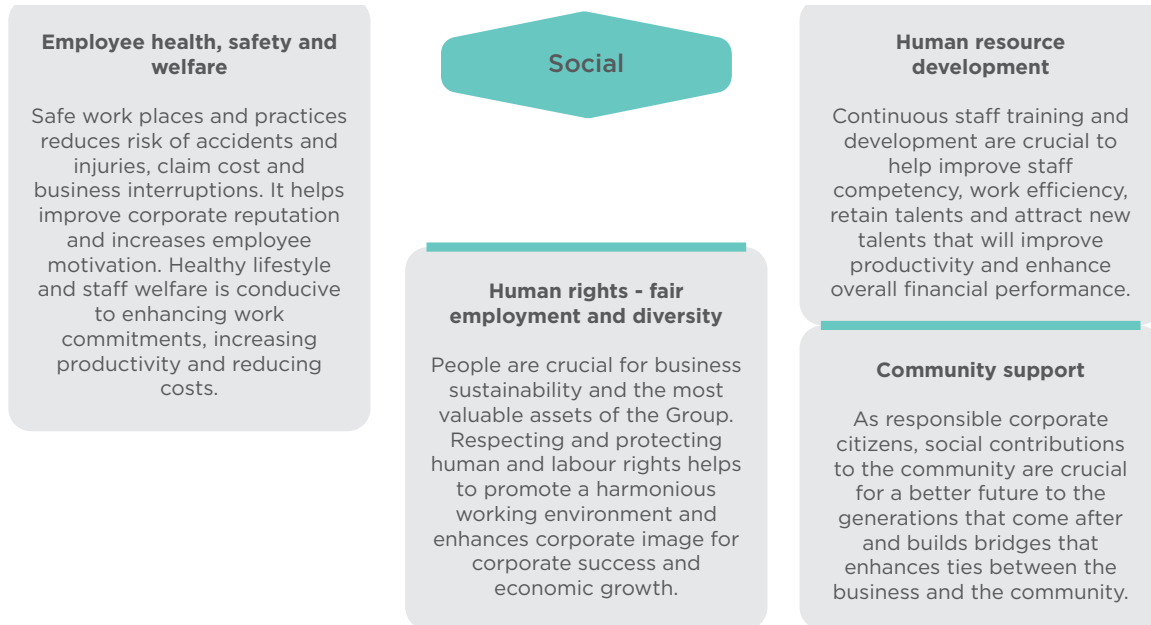 Employee health, safety and
welfare
Safe work places and practices
reduces risk of accidents and
injuries, claim cost and
business interruptions. It helps
improve corporate reputation
and increases employee
motivation. Healthy lifestyle
and staff welfare is conducive
to enhancing work
commitments, increasing
productivity and reducing
costs.
Social
Human rights - fair
employment and diversity
People are crucial for business
sustainability and the most
valuable assets of the Group.
Respecting and protecting
human and labour rights helps
to promote a harmonious
working environment and
enhances corporate image for
corporate success and
economic growth.
Human resource
development
Continuous staff training and
development are crucial to
help improve staff
competency, work efficiency,
retain talents and attract new
talents that will improve
productivity and enhance
overall financial performance.
Community support
As responsible corporate
citizens, social contributions
to the community are crucial
for a better future to the
generations that come after
and builds bridges that
enhances ties between the
business and the community.